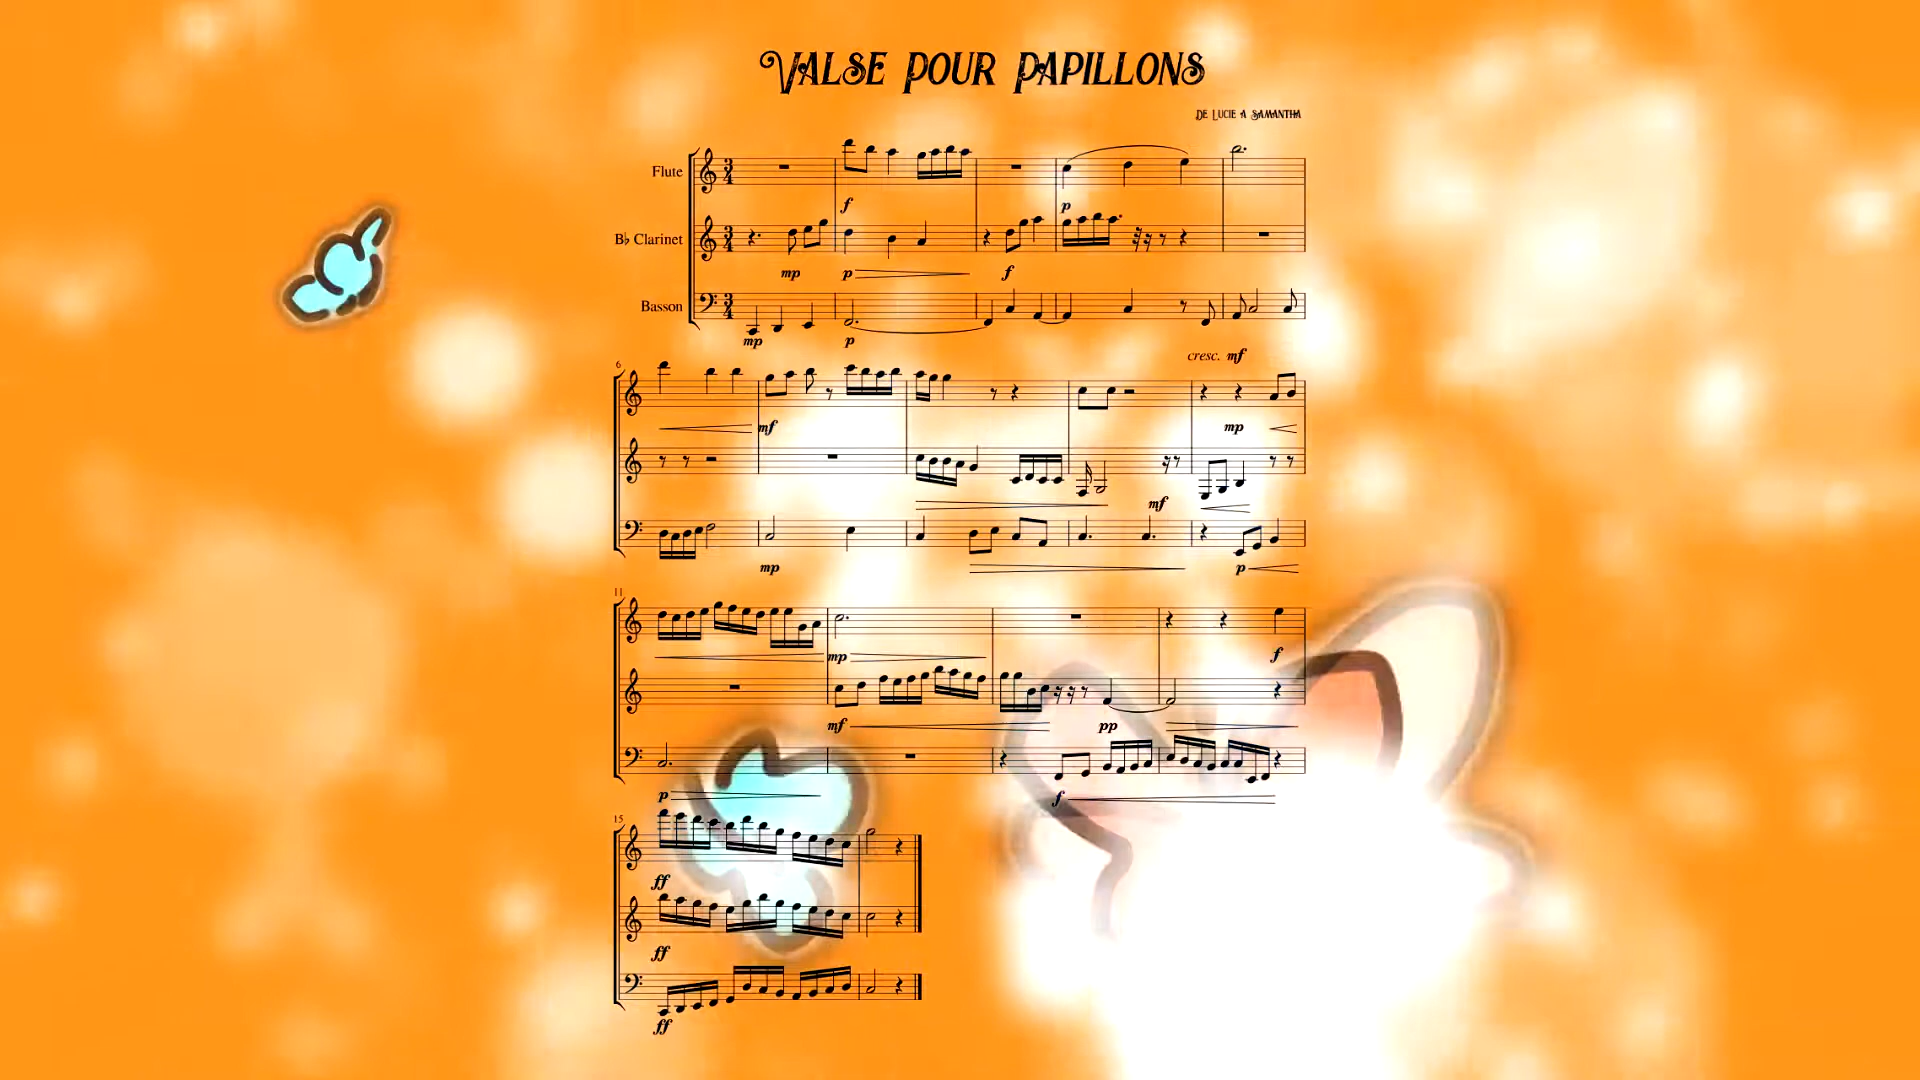 Valse pour Papillons
de Lucie a Samantha
Flute
f
p
B♭ Clarinet
mp
p
f
Basson
mp
p
cresc. mf
6
mf
mp
mf
mp
p
11
mp
f
mf
pp
p
f
15
ff
ff
ff